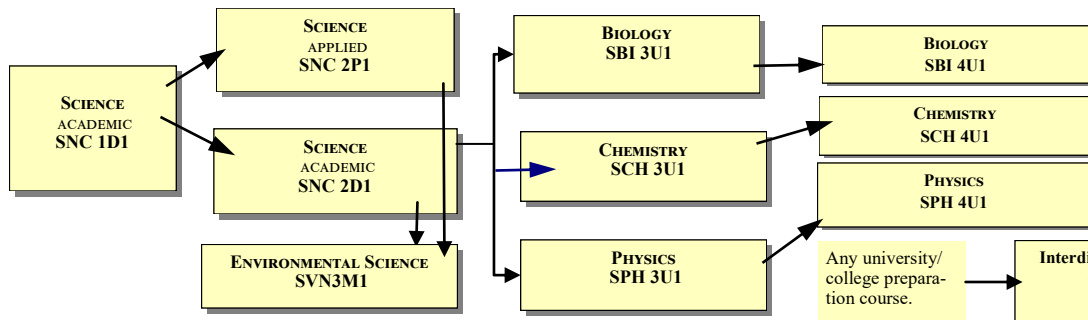 SCIENCE
APPLIED
SNC 2P1
SCIENCE
ACADEMIC
SNC 1D1
SCIENCE
ACADEMIC
SNC 2D1
ENVIRONMENTAL SCIENCE
SVN3M1
BIOLOGY
SBI 3U1
CHEMISTRY
SCH 3U1
PHYSICS
SPH 3U1
BIOLOGY
SBI 4U1
CHEMISTRY
SCH 4U1
PHYSICS
SPH 4U1
Any university/
college prepara-
tion course.
Interdi